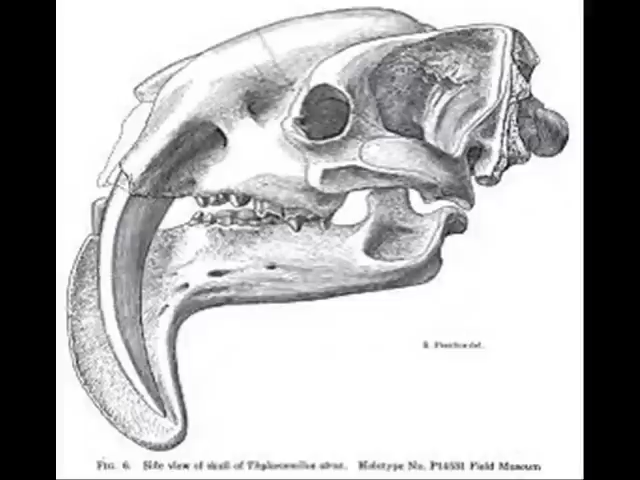 FIG. 6. Side view of skull of Thylacosmilus atrox. Holotype No. P14531 Field Museum